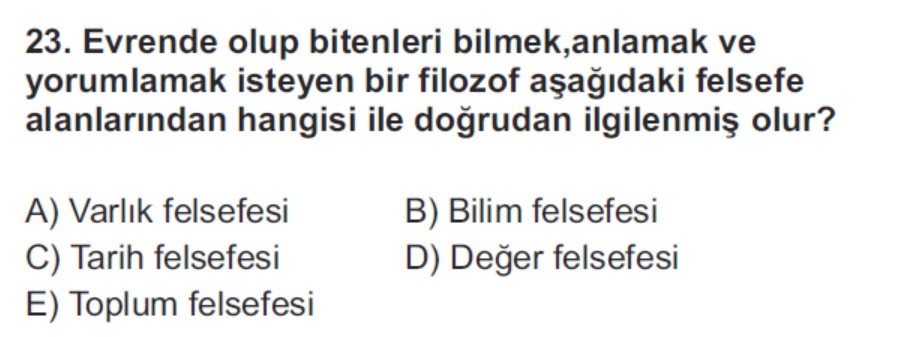 23. Evrende olup bitenleri bilmek,anlamak ve
yorumlamak isteyen bir filozof aşağıdaki felsefe
alanlarından hangisi ile doğrudan ilgilenmiş olur?
A) Varlık felsefesi B) Bilim felsefesi
C) Tarih felsefesi D) Değer felsefesi
E) Toplum felsefesi